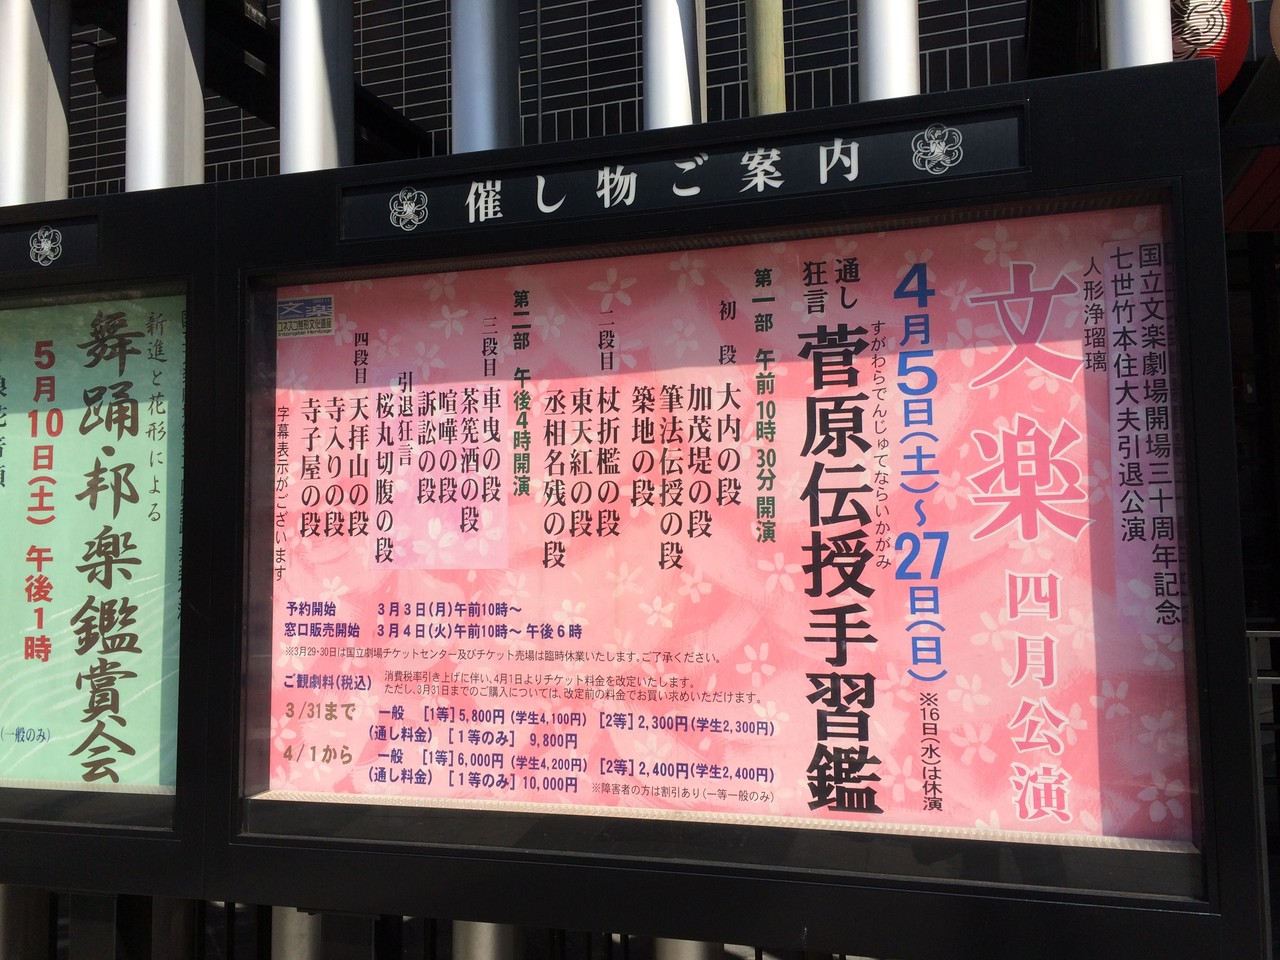 催し物ご案内
国立文楽劇場開場三十周年記念
七世竹本住大夫引退公演
人形浄瑠璃
文楽 四月公演
4月5日(土)〜27日(日)
※16日(水)は休演
すがわらでんじゅてならいかがみ
通し狂言 菅原伝授手習鑑
第一部 午前10時30分開演
初段 大内の段
加茂堤の段
筆法伝授の段
築地の段
二段目 杖折檻の段
東天紅の段
丞相名残の段
第二部 午後4時開演
三段目 車曳の段
茶筅酒の段
喧嘩の段
訴訟の段
引退狂言 桜丸切腹の段
四段目 天拝山の段
寺入りの段
寺子屋の段
字幕表示がございます
文楽
ユネスコ無形文化遺産
Intangible Heritage
予約開始 3月3日(月)午前10時〜
窓口販売開始 3月4日(火)午前10時〜午後6時
※3月29・30日は国立劇場チケットセンター及びチケット売場は臨時休業いたします。ご了承ください。
ご観劇料(税込) 消費税率引き上げに伴い、4月1日よりチケット料金を改定いたします。
ただし、3月31日までのご購入については、改定前の料金でお買い求めいただけます。
3/31まで 一般 [1等]5,800円(学生4,100円) [2等]2,300円(学生2,300円)
(通し料金) [1等のみ] 9,800円
4/1から 一般 [1等]6,000円(学生4,200円) [2等]2,400円(学生2,400円)
(通し料金) [1等のみ] 10,000円 ※障害者の方は割引あり(一等一般のみ)
新進と花形による
舞踊・邦楽鑑賞会
5月10日(土)午後1時
(一般のみ)